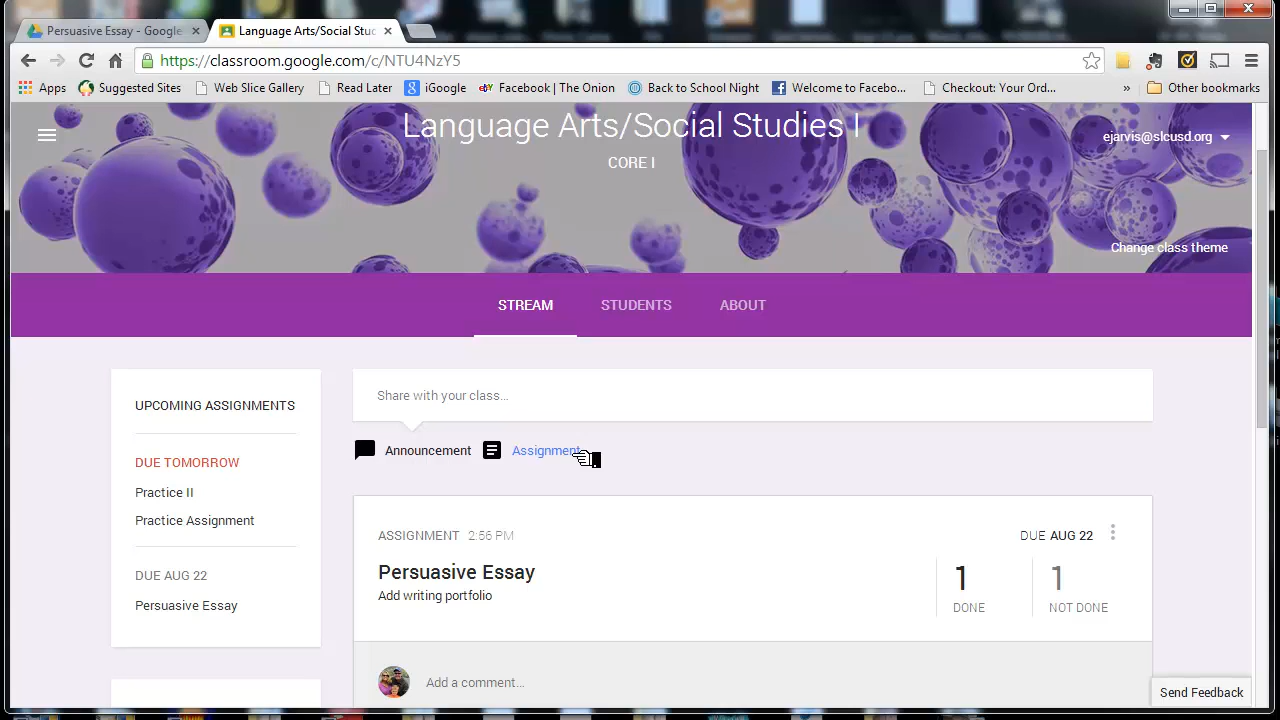 Persuasive Essay - Google
Language Arts/Social Stud
https://classroom.google.com/c/NTU4NzY5
Apps Suggested Sites Web Slice Gallery Read Later iGoogle Facebook | The Onion Back to School Night Welcome to Facebo... Checkout: Your Ord... » Other bookmarks
Language Arts/Social Studies I
CORE I
ejarvis@slcusd.org
Change class theme
STREAM STUDENTS ABOUT
UPCOMING ASSIGNMENTS
DUE TOMORROW
Practice II
Practice Assignment
DUE AUG 22
Persuasive Essay
Share with your class...
Announcement Assignment
ASSIGNMENT 2:56 PM
DUE AUG 22
Persuasive Essay
Add writing portfolio
1
DONE
1
NOT DONE
Add a comment...
Send Feedback